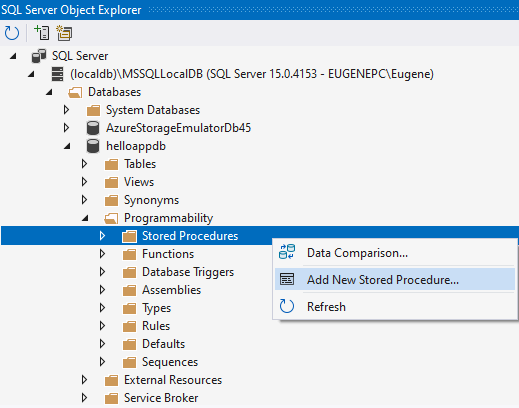 SQL Server Object Explorer
SQL Server
(localdb)\MSSQLLocalDB (SQL Server 15.0.4153 - EUGENEPC\Eugene)
Databases
System Databases
AzureStorageEmulatorDb45
helloappdb
Tables
Views
Synonyms
Programmability
Stored Procedures
Functions
Database Triggers
Assemblies
Types
Rules
Defaults
Sequences
External Resources
Service Broker
Data Comparison...
Add New Stored Procedure...
Refresh